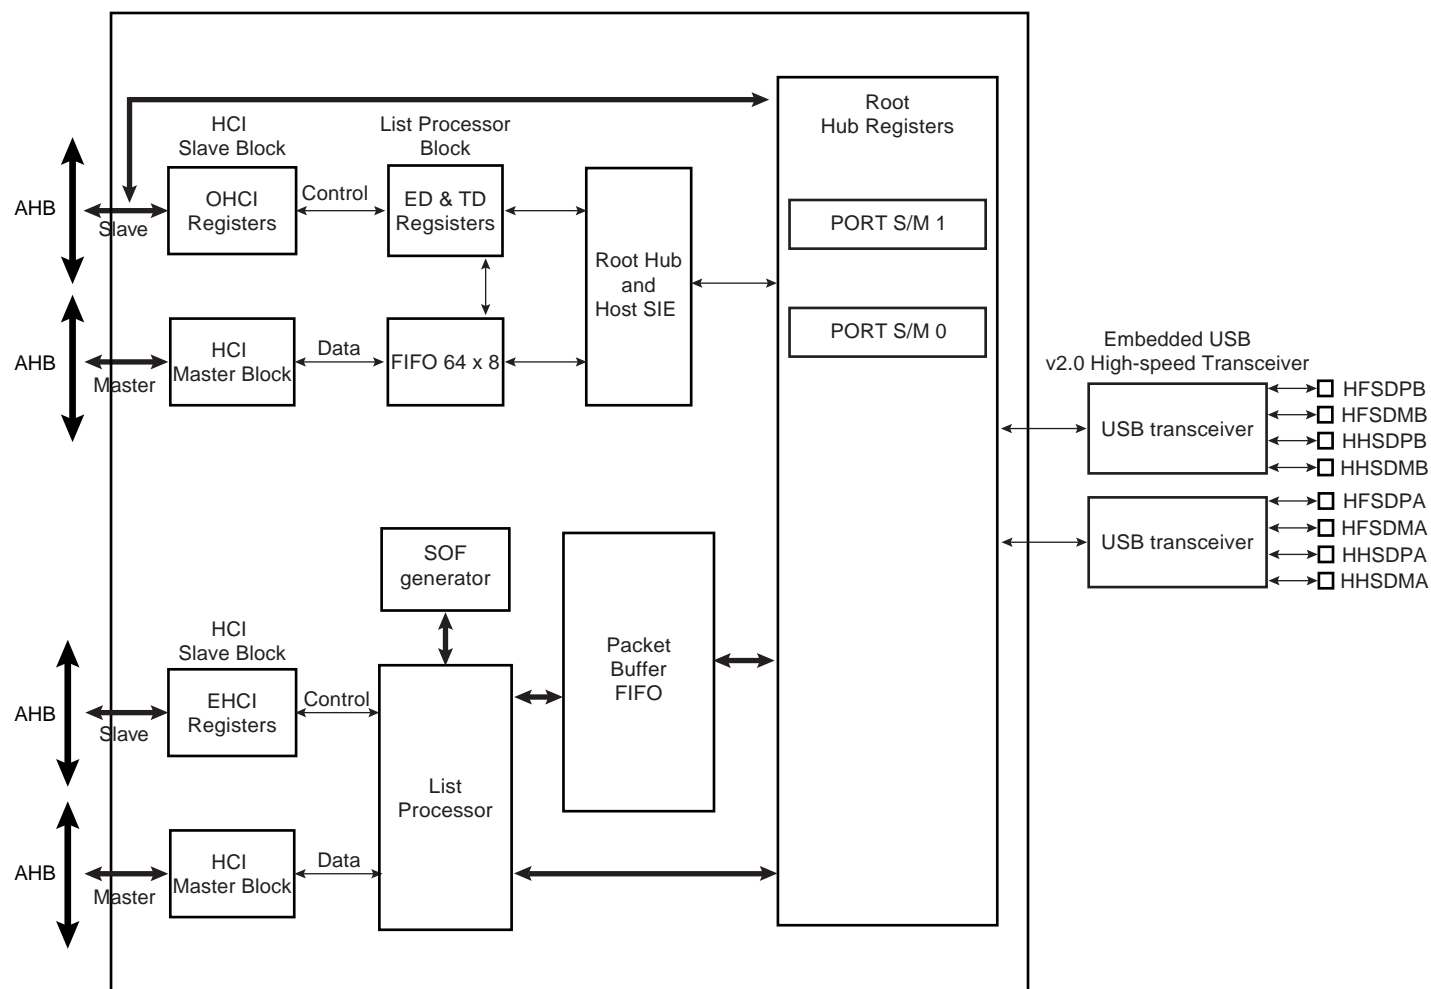 Root
Hub Registers
HCI
Slave Block
List Processor
Block
AHB
Slave
OHCI
Registers
Control
ED & TD
Regsisters
PORT S/M 1
Root Hub
and
Host SIE
PORT S/M 0
AHB
Master
HCI
Master Block
Data
FIFO 64 x 8
Embedded USB
v2.0 High-speed Transceiver
USB transceiver
HFSDPB
HFSDMB
HHSDPB
HHSDMB
USB transceiver
HFSDPA
HFSDMA
HHSDPA
HHSDMA
SOF
generator
HCI
Slave Block
Packet
Buffer
FIFO
AHB
Slave
EHCI
Registers
Control
List
Processor
AHB
Master
HCI
Master Block
Data